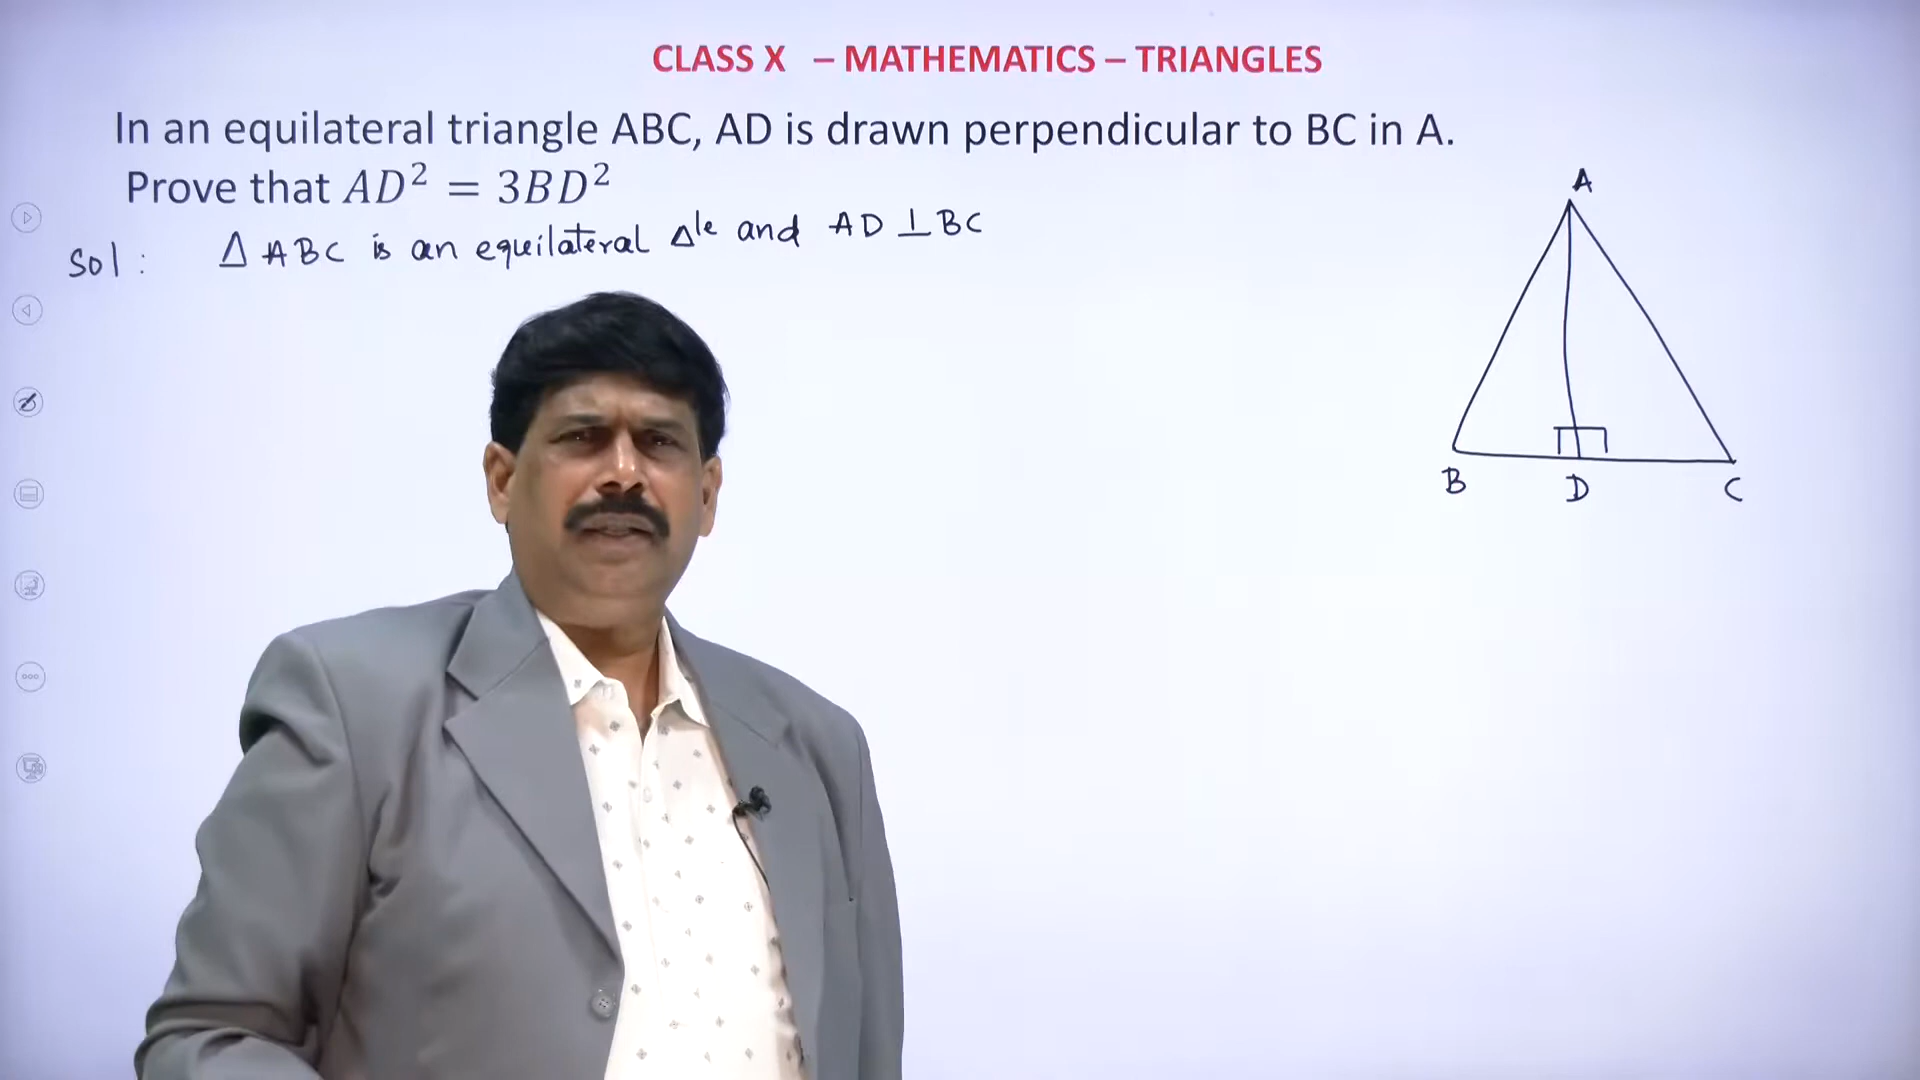 CLASS X – MATHEMATICS – TRIANGLES
In an equilateral triangle ABC, AD is drawn perpendicular to BC in A.
Prove that AD² = 3BD²
Sol : Δ ABC is an equilateral Δle and AD ⊥ BC
A
B D C